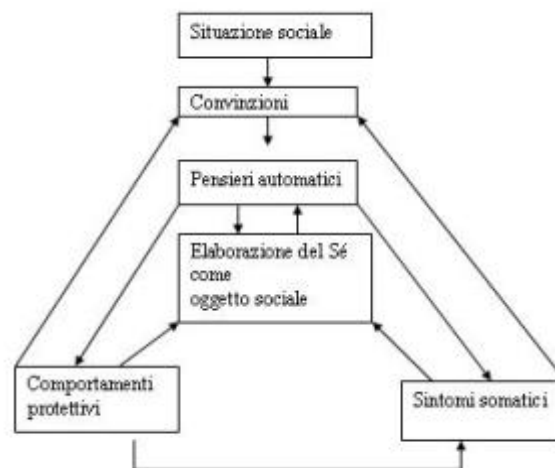 Situazione sociale
Convinzioni
Pensieri automatici
Elaborazione del Sé
come
oggetto sociale
Comportamenti
protettivi
Sintomi somatici